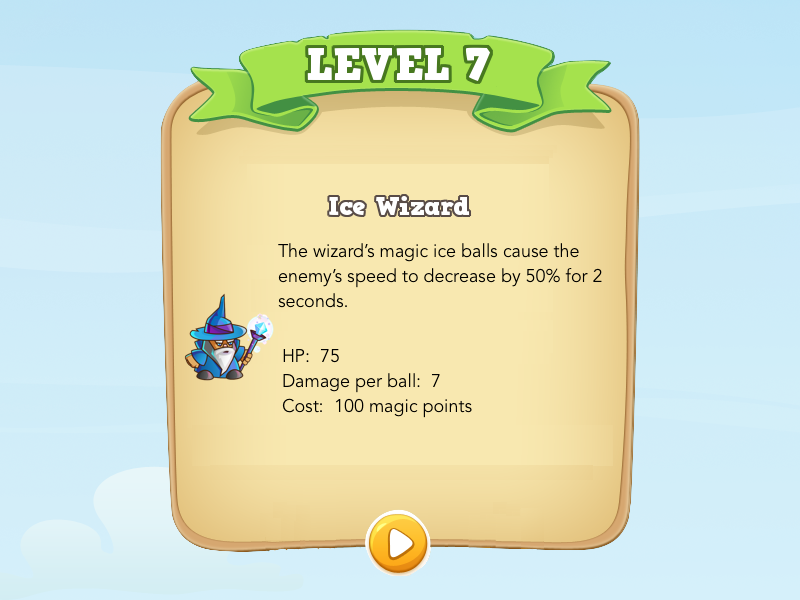 LEVEL 7
Ice Wizard
The wizard’s magic ice balls cause the
enemy’s speed to decrease by 50% for 2
seconds.
HP:  75
Damage per ball:  7
Cost:  100 magic points